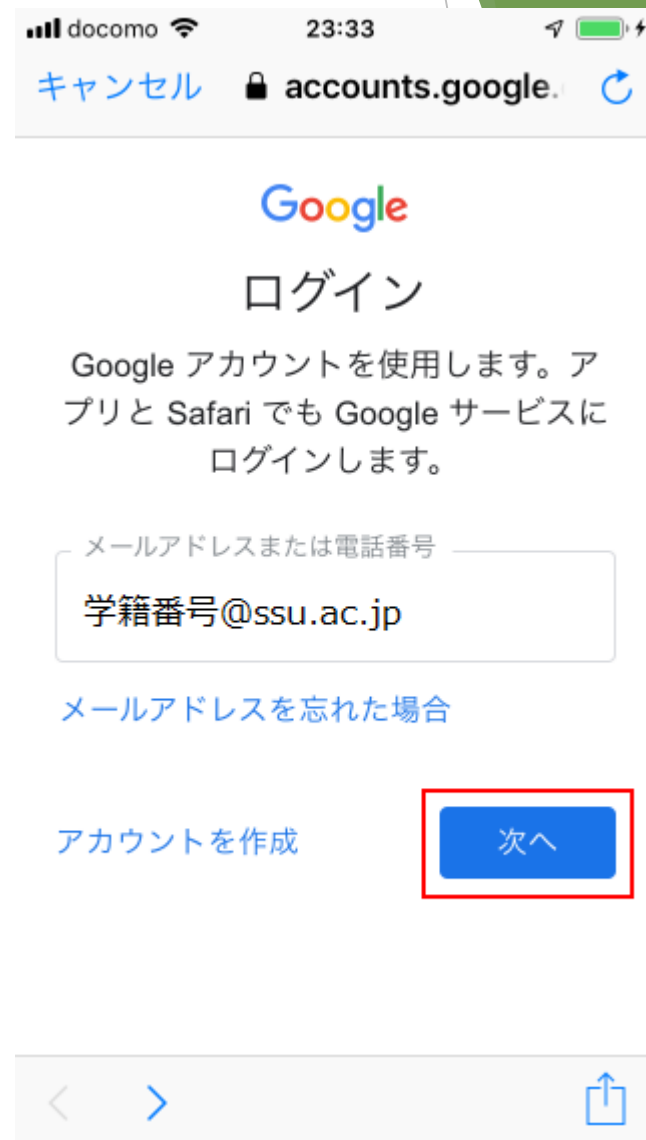 docomo 23:33
キャンセル accounts.google.
Google
ログイン
Google アカウントを使用します。ア
プリと Safari でも Google サービスに
ログインします。
メールアドレスまたは電話番号
学籍番号@ssu.ac.jp
メールアドレスを忘れた場合
アカウントを作成 次へ